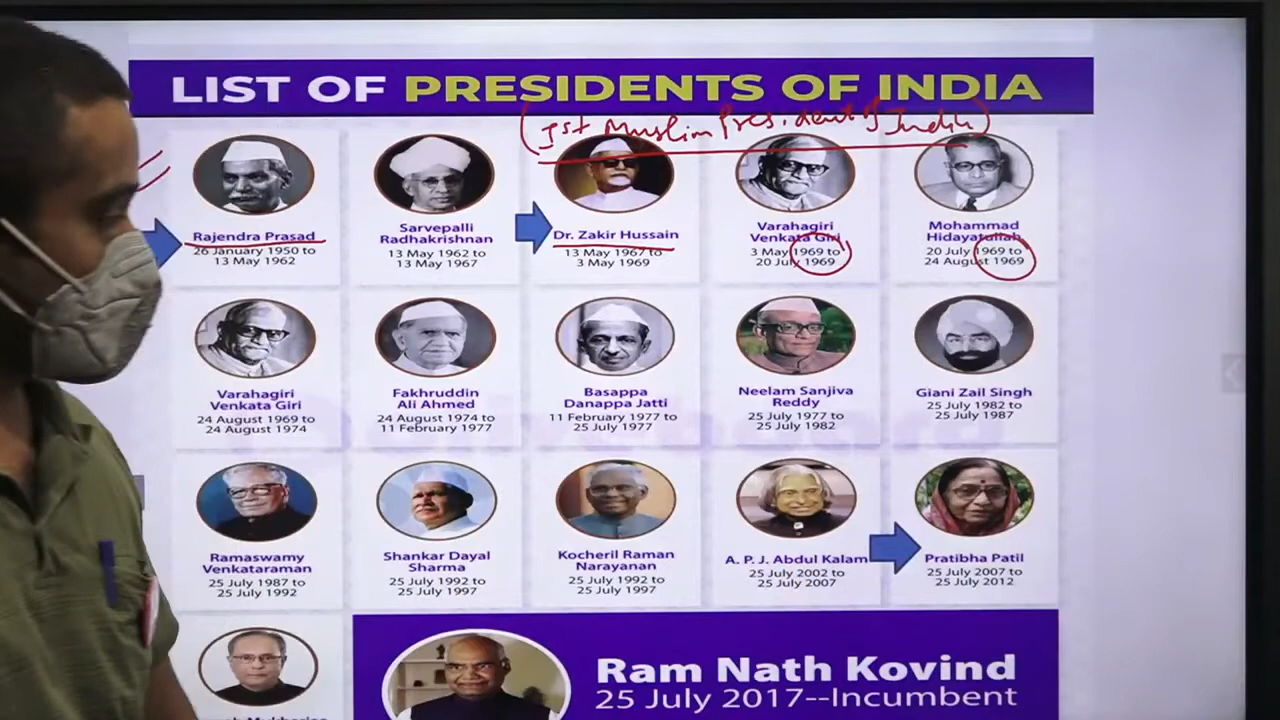 LIST OF PRESIDENTS OF INDIA
(Ist Muslim President of India)
Rajendra Prasad
26 January 1950 to
13 May 1962
Sarvepalli
Radhakrishnan
13 May 1962 to
13 May 1967
Dr. Zakir Hussain
13 May 1967 to
3 May 1969
Varahagiri
Venkata Giri
3 May 1969 to
20 July 1969
Mohammad
Hidayatullah
20 July 1969 to
24 August 1969
Varahagiri
Venkata Giri
24 August 1969 to
24 August 1974
Fakhruddin
Ali Ahmed
24 August 1974 to
11 February 1977
Basappa
Danappa Jatti
11 February 1977 to
25 July 1977
Neelam Sanjiva
Reddy
25 July 1977 to
25 July 1982
Giani Zail Singh
25 July 1982 to
25 July 1987
Ramaswamy
Venkataraman
25 July 1987 to
25 July 1992
Shankar Dayal
Sharma
25 July 1992 to
25 July 1997
Kocheril Raman
Narayanan
25 July 1992 to
25 July 1997
A. P. J. Abdul Kalam
25 July 2002 to
25 July 2007
Pratibha Patil
25 July 2007 to
25 July 2012
Ram Nath Kovind
25 July 2017--Incumbent